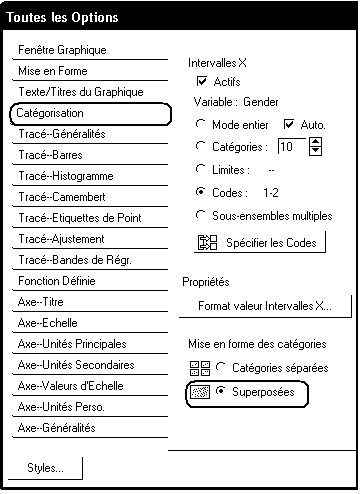 Toutes les Options
Fenêtre Graphique
Mise en Forme
Texte/Titres du Graphique
Catégorisation
Tracé--Généralités
Tracé--Barres
Tracé--Histogramme
Tracé--Camembert
Tracé--Etiquettes de Point
Tracé--Ajustement
Tracé--Bandes de Régr.
Fonction Définie
Axe--Titre
Axe--Echelle
Axe--Unités Principales
Axe--Unités Secondaires
Axe--Valeurs d'Echelle
Axe--Unités Perso.
Axe--Généralités
Styles...
Intervalles X
Actifs
Variable : Gender
Mode entier Auto.
Catégories : 10
Limites : --
Codes : 1-2
Sous-ensembles multiples
Spécifier les Codes
Propriétés
Format valeur Intervalles X...
Mise en forme des catégories
Catégories séparées
Superposées